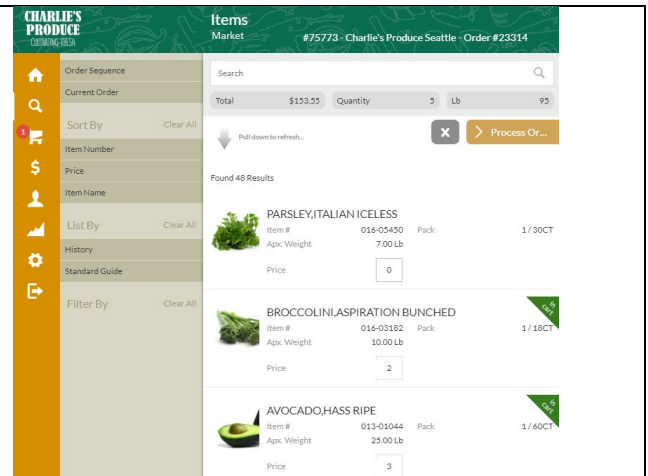 CHARLIE'S
PRODUCE
CULTIVATING FRESH
Items
Market
#75773 - Charlie's Produce Seattle - Order #23314
1
Order Sequence
Current Order
Sort By Clear All
Item Number
Price
Item Name
List By Clear All
History
Standard Guide
Filter By Clear All
Search
Total $153.55 Quantity 5 Lb 95
Pull down to refresh...
X
Process Or...
Found 48 Results
PARSLEY,ITALIAN ICELESS
Item # 016-05450 Pack 1 / 30CT
Apx. Weight 7.00 Lb
Price 0
BROCCOLINI,ASPIRATION BUNCHED
in cart
Item # 016-03182 Pack 1 / 18CT
Apx. Weight 10.00 Lb
Price 2
AVOCADO,HASS RIPE
in cart
Item # 013-01044 Pack 1 / 60CT
Apx. Weight 25.00 Lb
Price 3